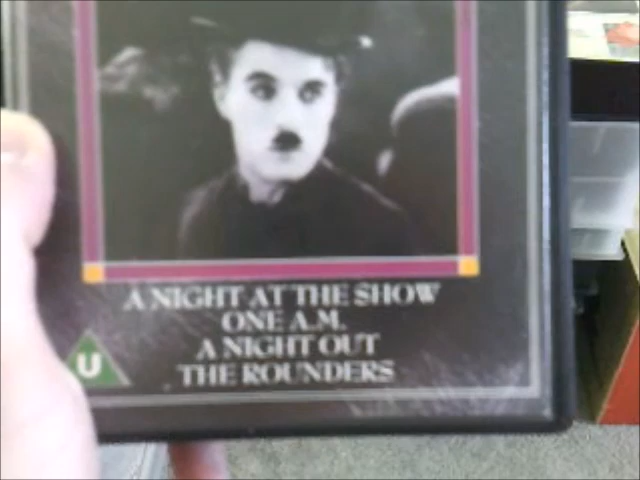 A NIGHT AT THE SHOW
ONE A.M.
A NIGHT OUT
THE ROUNDERS
U